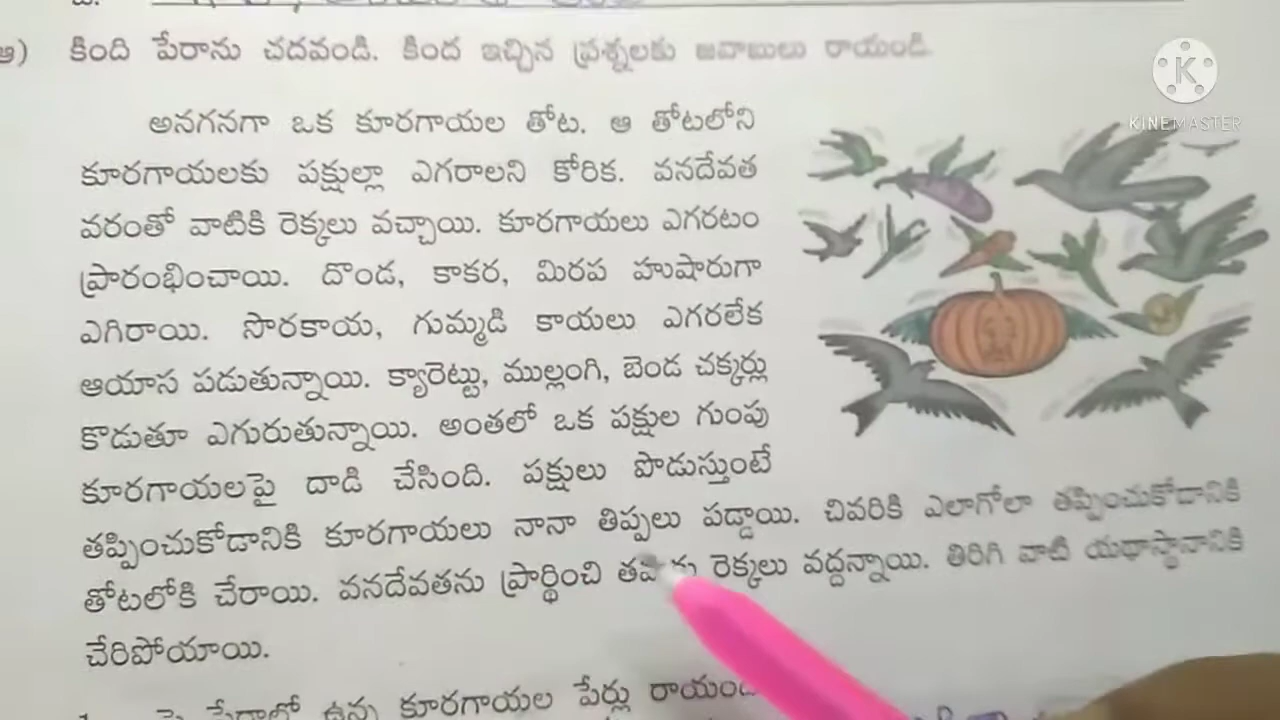 ఆ) కింది పేరాను చదవండి. కింద ఇచ్చిన ప్రశ్నలకు జవాబులు రాయండి.
KINEMASTER
అనగనగా ఒక కూరగాయల తోట. ఆ తోటలోని
కూరగాయలకు పక్షుల్లా ఎగరాలని కోరిక. వనదేవత
వరంతో వాటికి రెక్కలు వచ్చాయి. కూరగాయలు ఎగరటం
ప్రారంభించాయి. దొండ, కాకర, మిరప హుషారుగా
ఎగిరాయి. సొరకాయ, గుమ్మడి కాయలు ఎగరలేక
ఆయాస పడుతున్నాయి. క్యారెట్టు, ముల్లంగి, బెండ చక్కర్లు
కొడుతూ ఎగురుతున్నాయి. అంతలో ఒక పక్షుల గుంపు
కూరగాయలపై దాడి చేసింది. పక్షులు పొడుస్తుంటే
తప్పించుకోడానికి కూరగాయలు నానా తిప్పలు పడ్డాయి. చివరికి ఎలాగోలా తప్పించుకోడానికి
తోటలోకి చేరాయి. వనదేవతను ప్రార్థించి రెక్కలు వద్దన్నాయి. తిరిగి వాటి యథాస్థానానికి
చేరిపోయాయి.
పై పేరాలో ఉన్న కూరగాయల పేర్లు